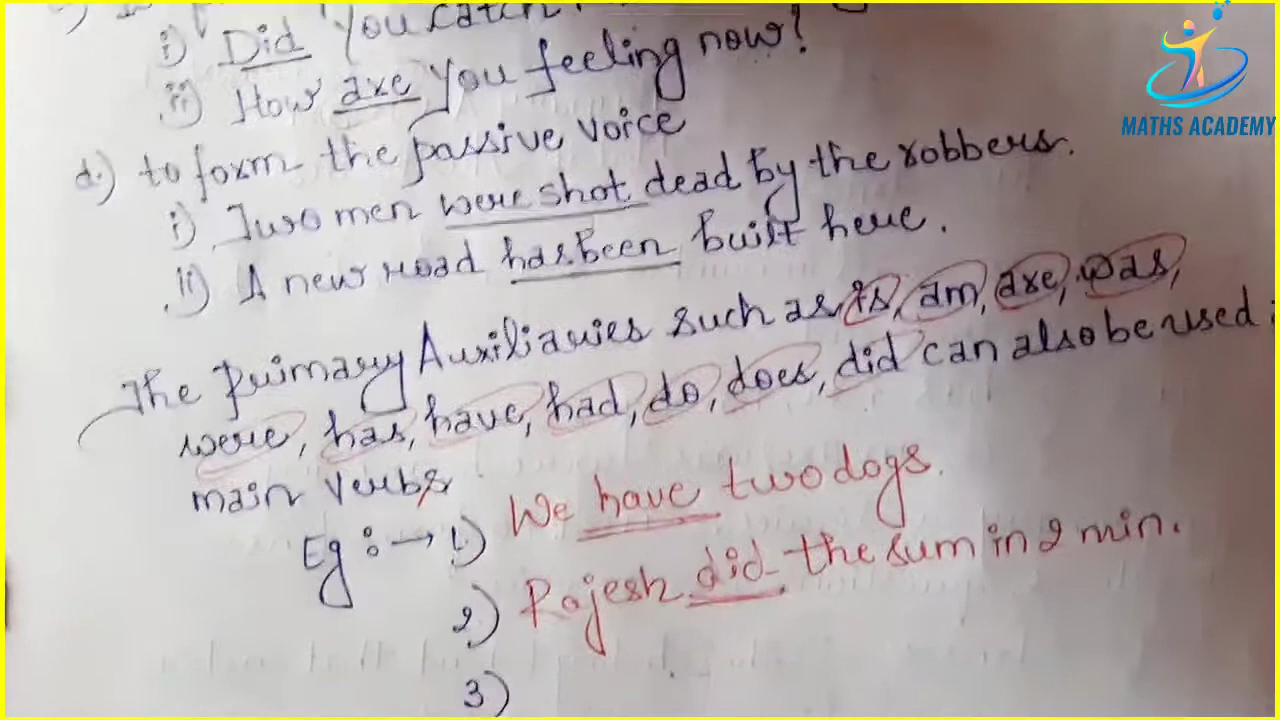 i) Did you catch
ii) How are you feeling now?
d.) to form the passive voice
i) Two men were shot dead by the robbers.
ii) A new road has been built here.
The Primary Auxiliaries such as is, am, are, was,
were, has, have, had, do, does, did can also be used
main verbs
Eg :→ 1) We have two dogs.
2) Rajesh did the sum in 2 min.
3)
MATHS ACADEMY